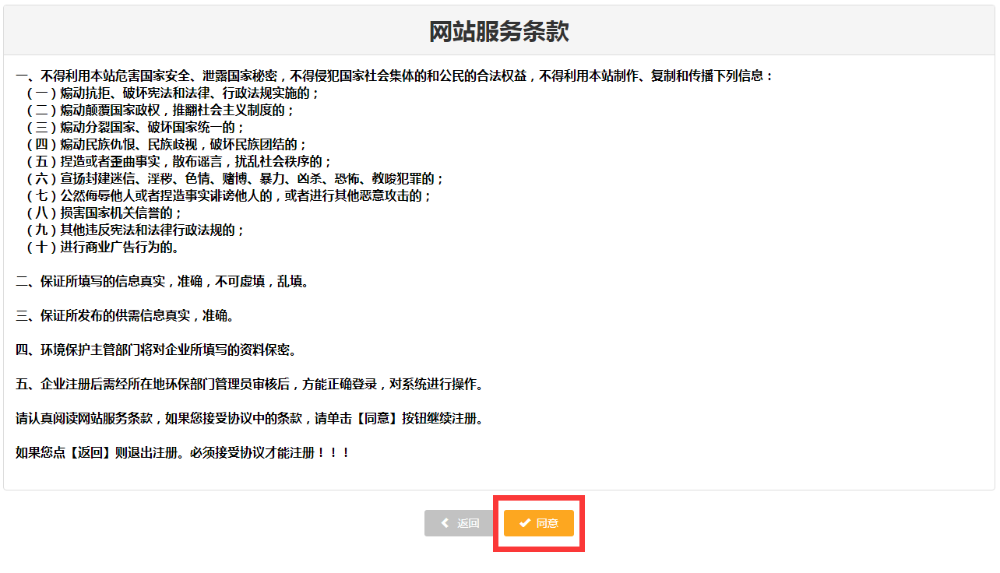 网站服务条款
一、不得利用本站危害国家安全、泄露国家秘密，不得侵犯国家社会集体的和公民的合法权益，不得利用本站制作、复制和传播下列信息：
（一）煽动抗拒、破坏宪法和法律、行政法规实施的；
（二）煽动颠覆国家政权，推翻社会主义制度的；
（三）煽动分裂国家、破坏国家统一的；
（四）煽动民族仇恨、民族歧视，破坏民族团结的；
（五）捏造或者歪曲事实，散布谣言，扰乱社会秩序的；
（六）宣扬封建迷信、淫秽、色情、赌博、暴力、凶杀、恐怖、教唆犯罪的；
（七）公然侮辱他人或者捏造事实诽谤他人的，或者进行其他恶意攻击的；
（八）损害国家机关信誉的；
（九）其他违反宪法和法律行政法规的；
（十）进行商业广告行为的。
二、保证所填写的信息真实，准确，不可虚填，乱填。
三、保证所发布的供需信息真实，准确。
四、环境保护主管部门将对企业所填写的资料保密。
五、企业注册后需经所在地环保部门管理员审核后，方能正确登录，对系统进行操作。
请认真阅读网站服务条款，如果您接受协议中的条款，请单击【同意】按钮继续注册。
如果您点【返回】则退出注册。必须接受协议才能注册！！！
返回 同意